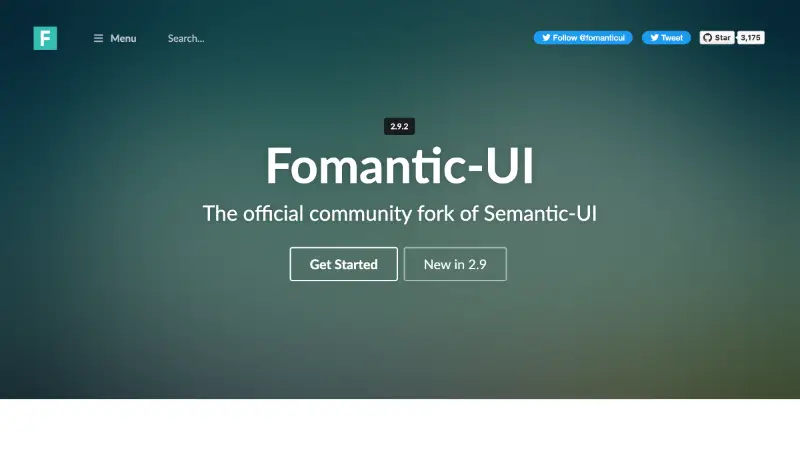 F
Menu
Search...
Follow @fomanticui
Tweet
Star
3,175
2.9.2
Fomantic-UI
The official community fork of Semantic-UI
Get Started
New in 2.9